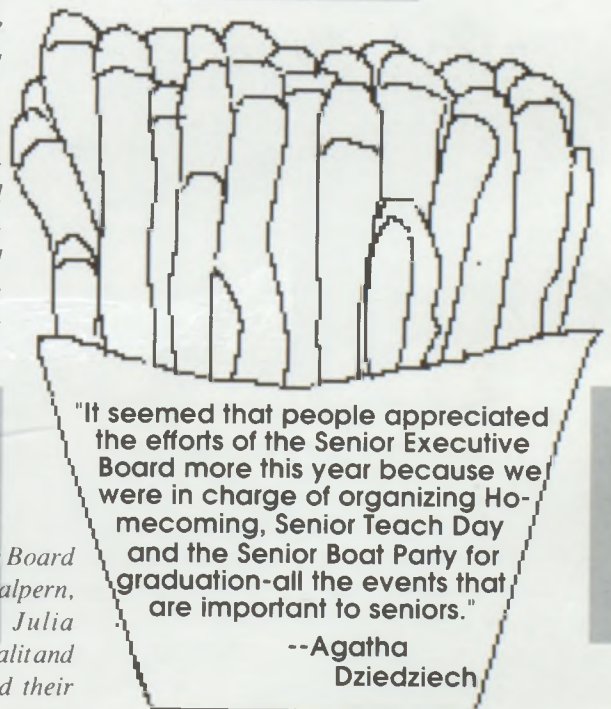 "It seemed that people appreciated
the efforts of the Senior Executive
Board more this year because we
were in charge of organizing Ho-
mecoming, Senior Teach Day
and the Senior Boat Party for
graduation-all the events that
are important to seniors."
--Agatha
Dziedziech
Board
alpern,
Julia
alit and
d their